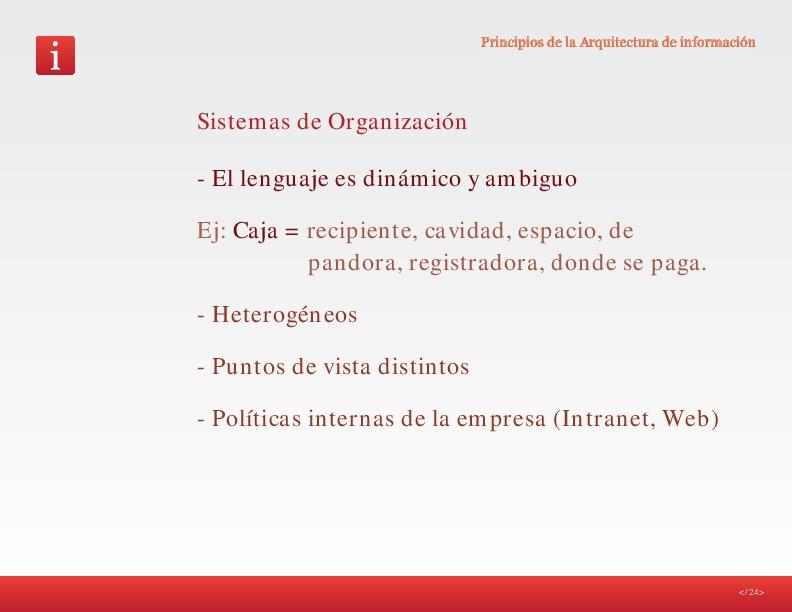 i
Principios de la Arquitectura de información
Sistemas de Organización
- El lenguaje es dinámico y ambiguo
Ej: Caja = recipiente, cavidad, espacio, de
pandora, registradora, donde se paga.
- Heterogéneos
- Puntos de vista distintos
- Políticas internas de la empresa (Intranet, Web)
</24>